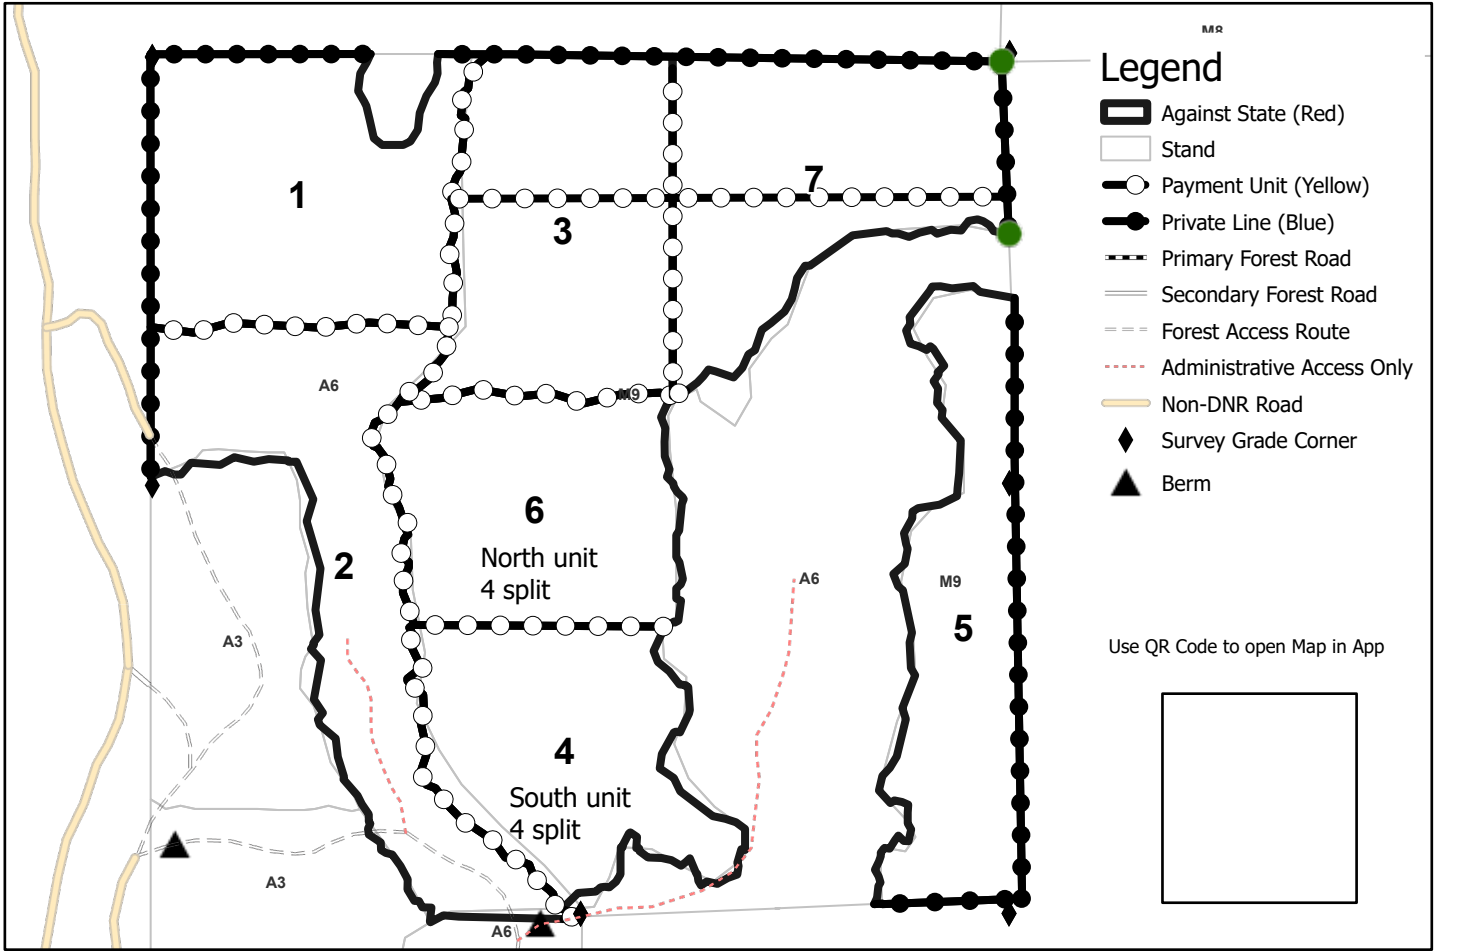 M8
Legend
Against State (Red)
Stand
Payment Unit (Yellow)
Private Line (Blue)
Primary Forest Road
Secondary Forest Road
Forest Access Route
Administrative Access Only
Non-DNR Road
Survey Grade Corner
Berm
Use QR Code to open Map in App
1
7
3
A6
M9
6
North unit
4 split
2
A6
M9
5
A3
4
South unit
4 split
A3
A6